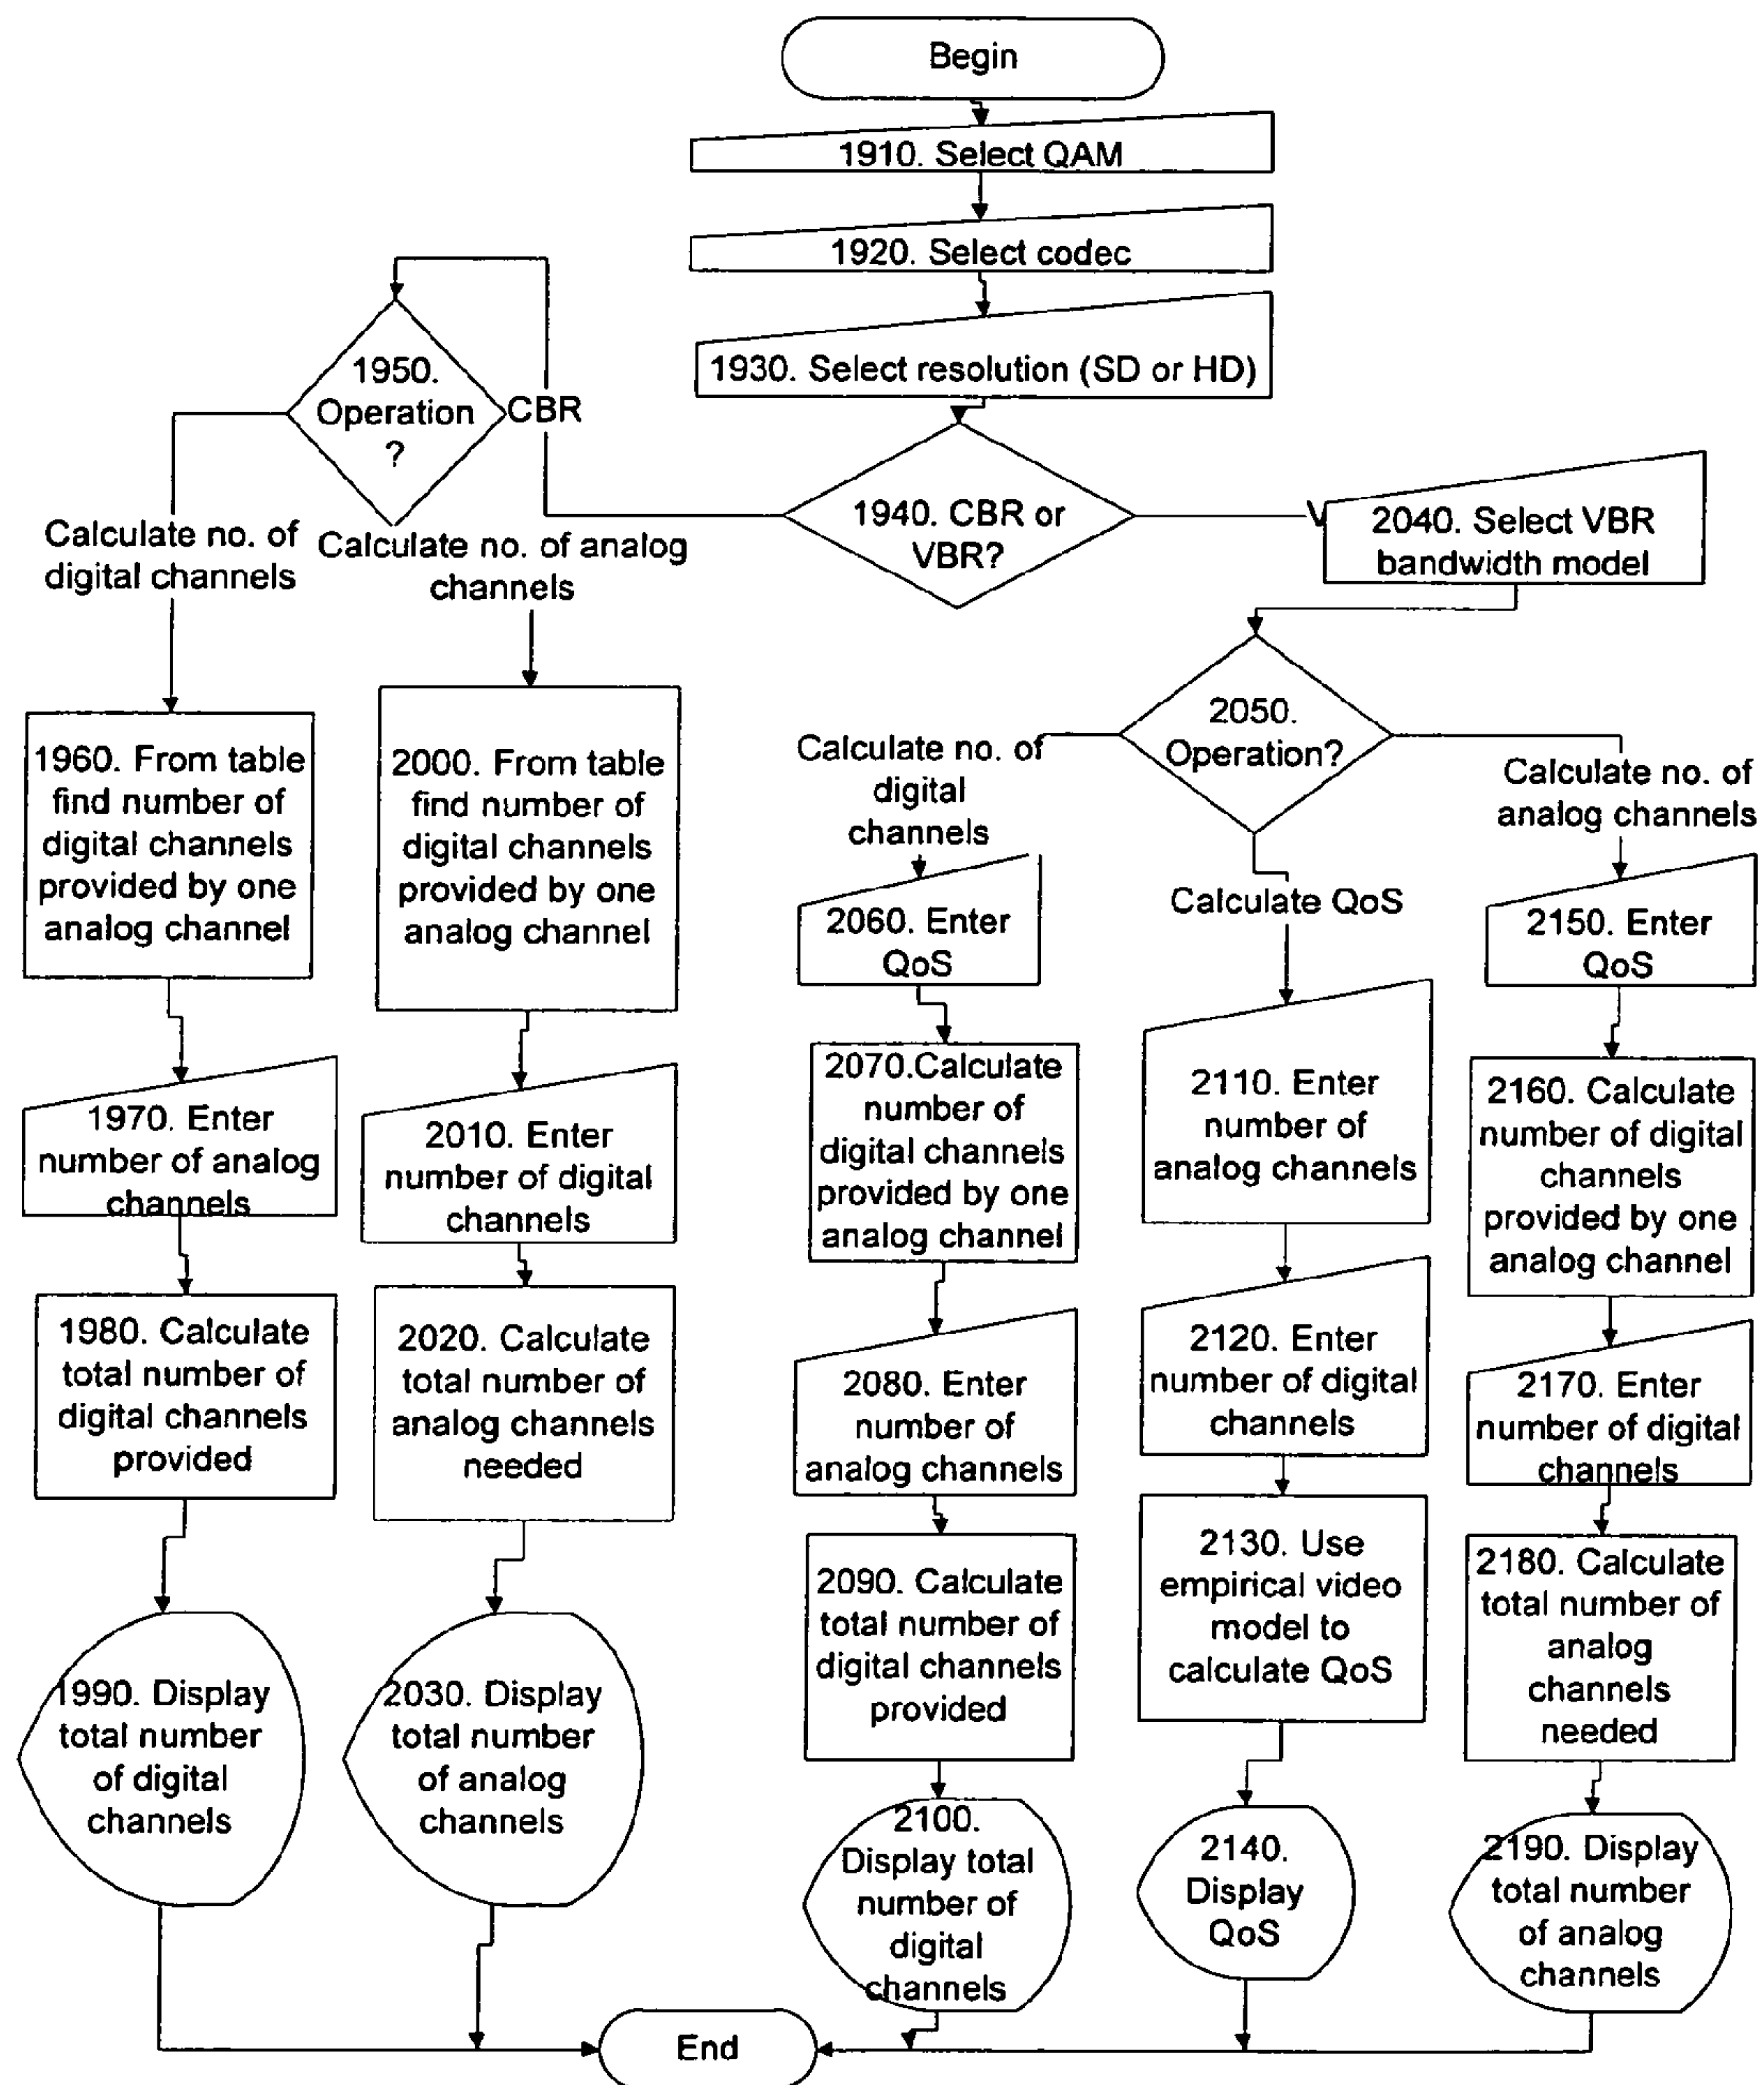 Begin
1910. Select QAM
1920. Select codec
1930. Select resolution (SD or HD)
1940. CBR or
VBR?
CBR
1950.
Operation
?
Calculate no. of
digital channels
1960. From table
find number of
digital channels
provided by one
analog channel
1970. Enter
number of analog
channels
1980. Calculate
total number of
digital channels
provided
1990. Display
total number
of digital
channels
Calculate no. of analog
channels
2000. From table
find number of
digital channels
provided by one
analog channel
2010. Enter
number of digital
channels
2020. Calculate
total number of
analog channels
needed
2030. Display
total number
of analog
channels
V
2040. Select VBR
bandwidth model
2050.
Operation?
Calculate no. of
digital
channels
2060. Enter
QoS
2070.Calculate
number of
digital channels
provided by one
analog channel
2080. Enter
number of
analog channels
2090. Calculate
total number of
digital channels
provided
2100.
Display total
number of
digital
channels
Calculate QoS
2110. Enter
number of
analog channels
2120. Enter
number of digital
channels
2130. Use
empirical video
model to
calculate QoS
2140.
Display
QoS
Calculate no. of
analog channels
2150. Enter
QoS
2160. Calculate
number of digital
channels
provided by one
analog channel
2170. Enter
number of digital
channels
2180. Calculate
total number of
analog
channels
needed
2190. Display
total number
of analog
channels
End